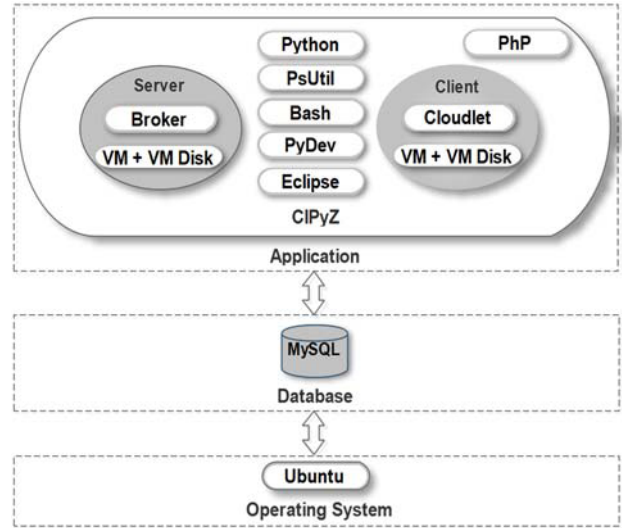 Python
PhP
PsUtil
Server
Client
Broker
Bash
Cloudlet
PyDev
VM + VM Disk
VM + VM Disk
Eclipse
CIPyZ
Application
MySQL
Database
Ubuntu
Operating System